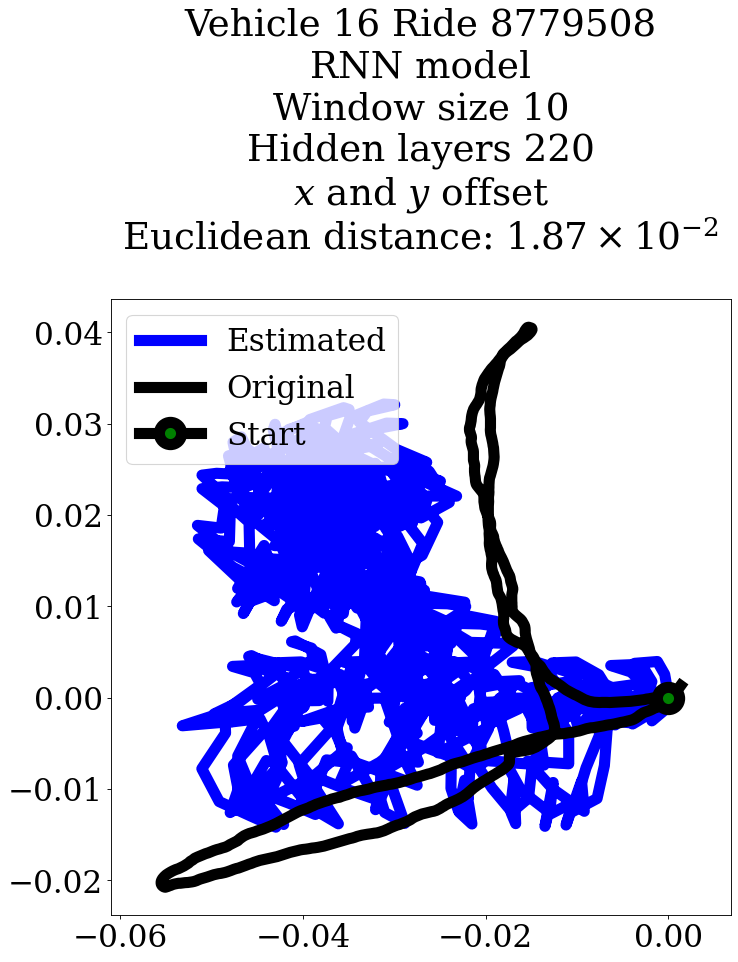 Vehicle 16 Ride 8779508
RNN model
Window size 10
Hidden layers 220
x and y offset
Euclidean distance: 1.87 × 10⁻²
Estimated
Original
Start
0.04
0.03
0.02
0.01
0.00
−0.01
−0.02
−0.06 −0.04 −0.02 0.00